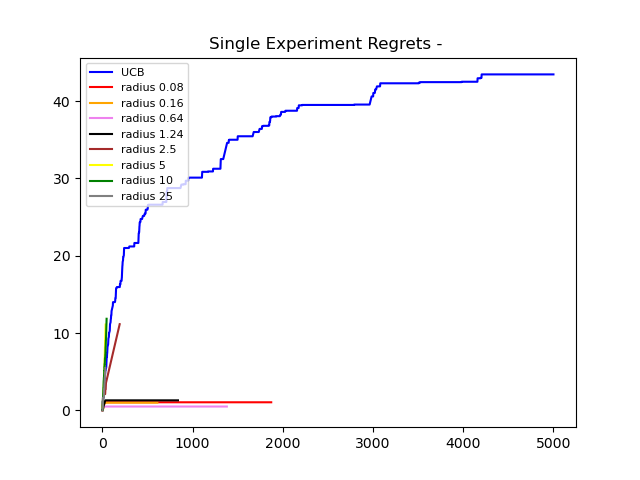 Single Experiment Regrets -
UCB
radius 0.08
radius 0.16
radius 0.64
radius 1.24
radius 2.5
radius 5
radius 10
radius 25
40
30
20
10
0
0 1000 2000 3000 4000 5000